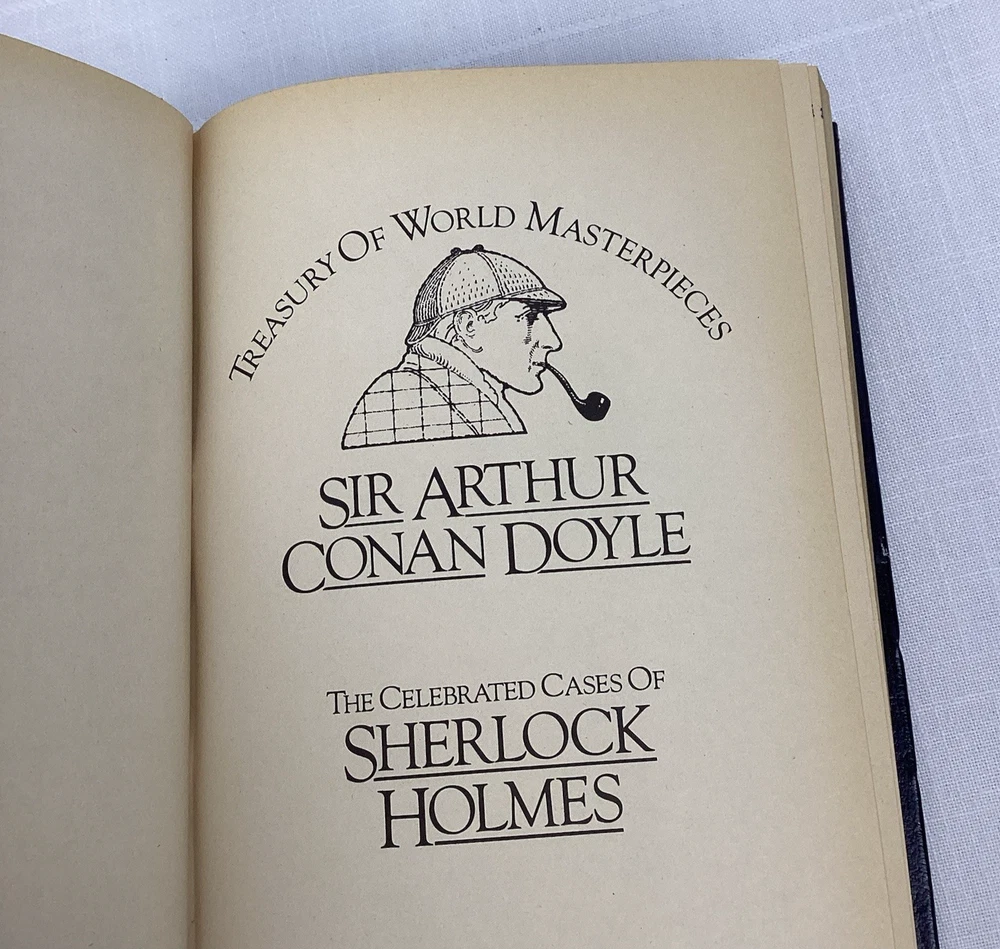 TREASURY OF WORLD MASTERPIECES
SIR ARTHUR
CONAN DOYLE
THE CELEBRATED CASES OF
SHERLOCK
HOLMES